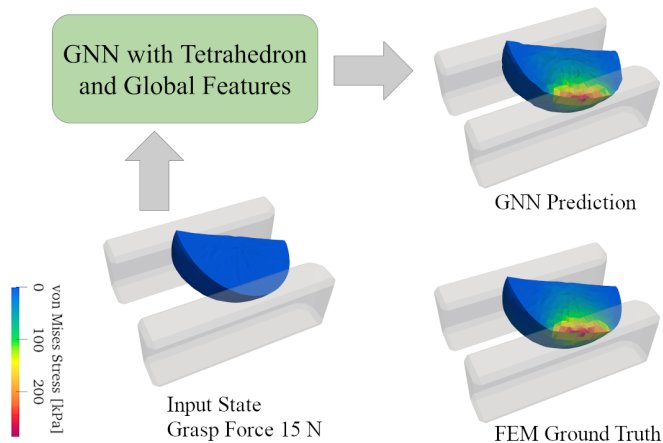 GNN with Tetrahedron
and Global Features
GNN Prediction
0
100
200
von Mises Stress [kPa]
Input State
Grasp Force 15 N
FEM Ground Truth